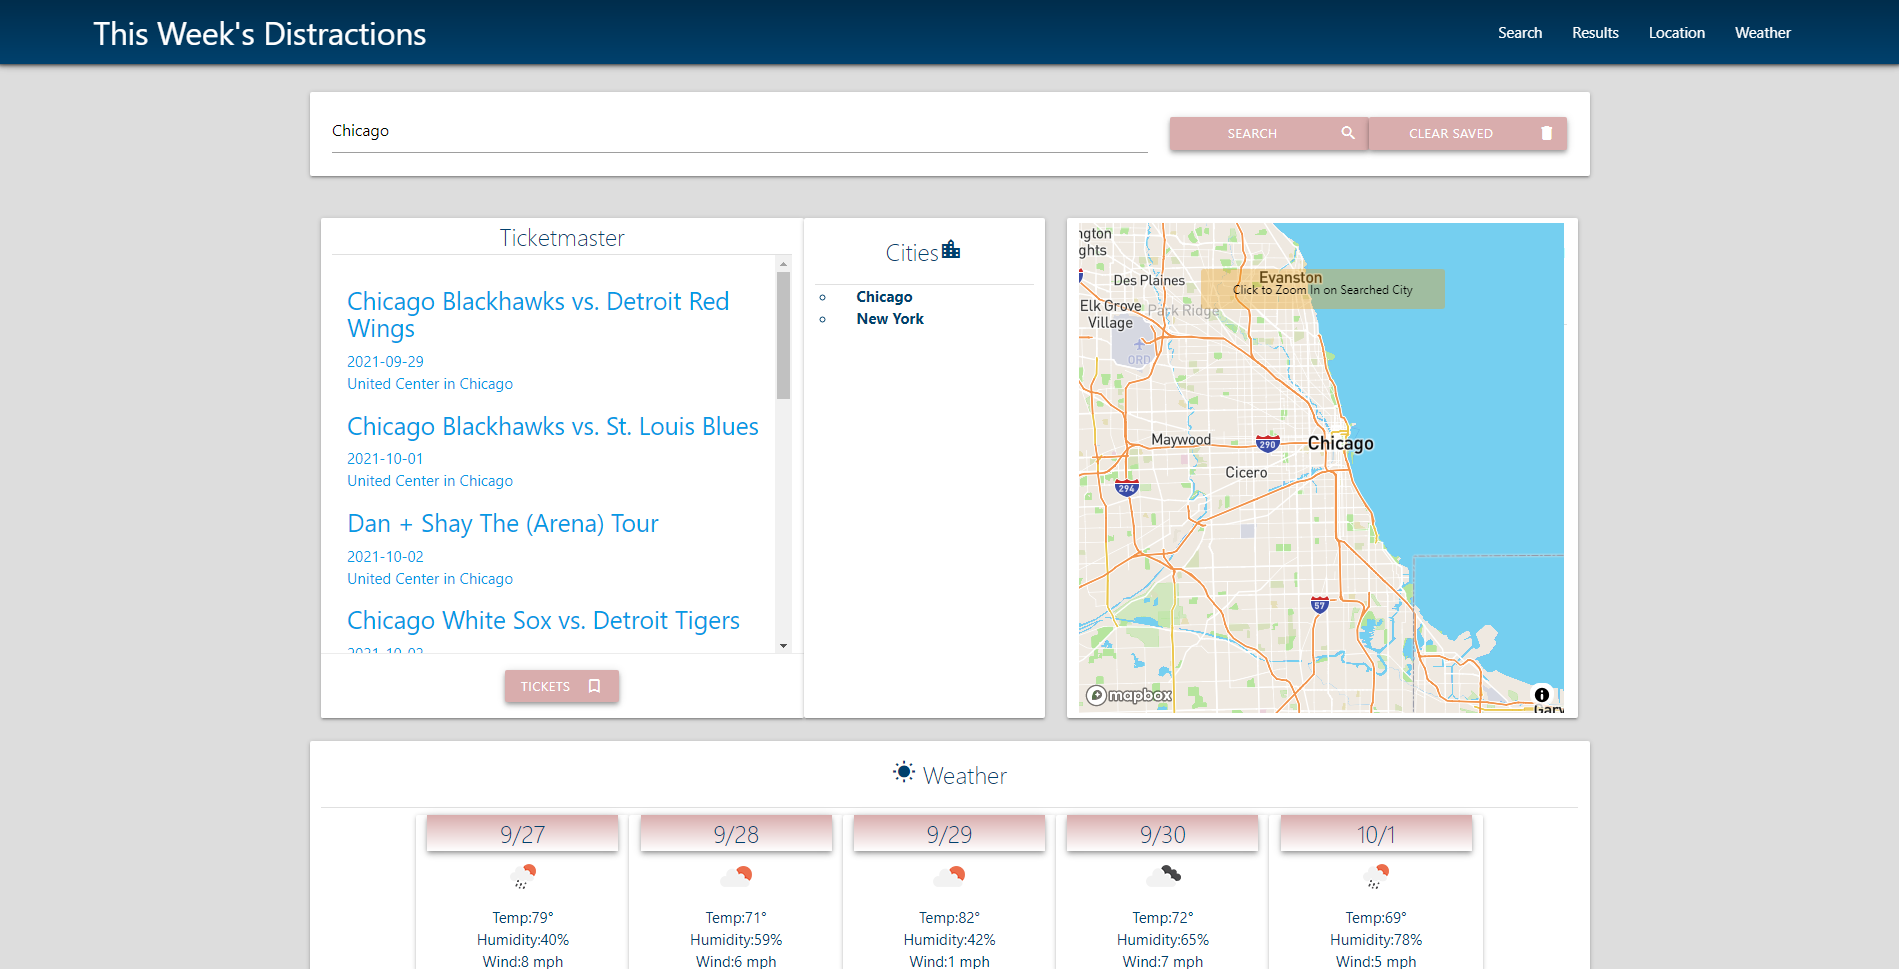 This Week's Distractions
Search
Results
Location
Weather
Chicago
SEARCH
CLEAR SAVED
Ticketmaster
Chicago Blackhawks vs. Detroit Red
Wings
2021-09-29
United Center in Chicago
Chicago Blackhawks vs. St. Louis Blues
2021-10-01
United Center in Chicago
Dan + Shay The (Arena) Tour
2021-10-02
United Center in Chicago
Chicago White Sox vs. Detroit Tigers
TICKETS
Cities
Chicago
New York
ngton
ghts
Des Plaines
Evanston
Click to Zoom In on Searched City
Elk Grove
Village
Park Ridge
ORD
Maywood
290
Chicago
Cicero
294
57
mapbox
Gary
Weather
9/27
Temp:79°
Humidity:40%
Wind:8 mph
9/28
Temp:71°
Humidity:59%
Wind:6 mph
9/29
Temp:82°
Humidity:42%
Wind:1 mph
9/30
Temp:72°
Humidity:65%
Wind:7 mph
10/1
Temp:69°
Humidity:78%
Wind:5 mph